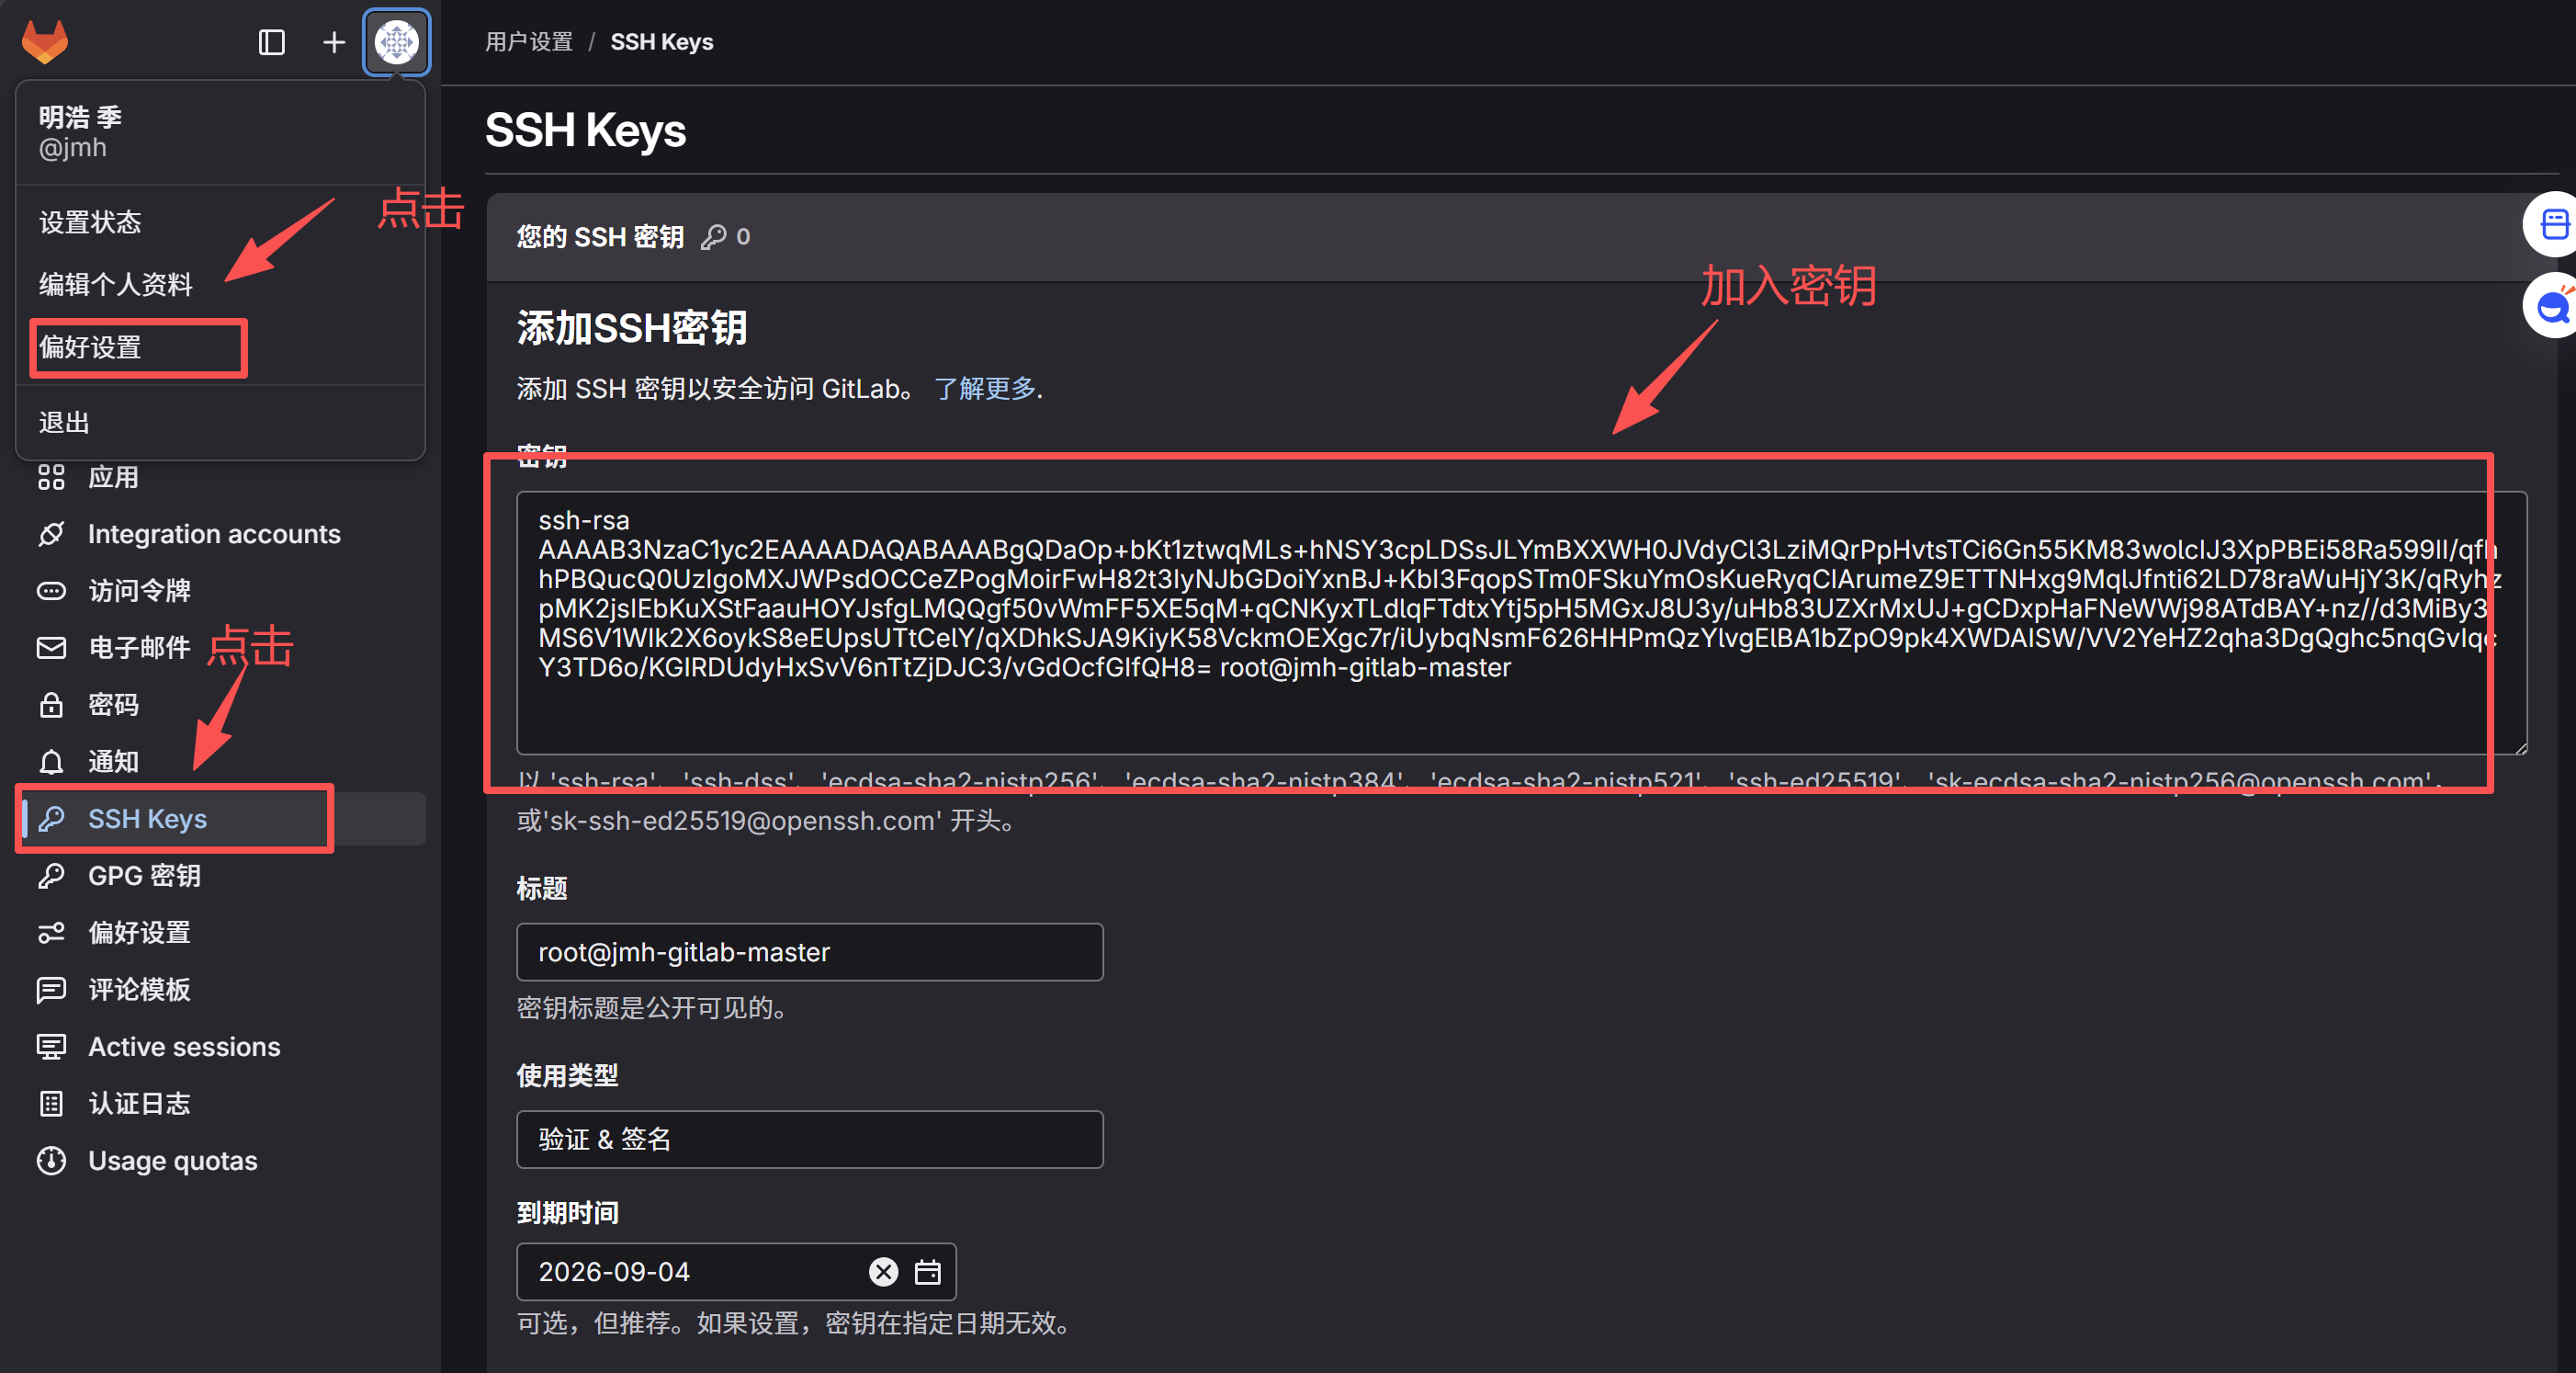 用户设置 / SSH Keys
明浩 季
@jmh
设置状态
点击
编辑个人资料
偏好设置
退出
应用
Integration accounts
访问令牌
电子邮件
点击
密码
通知
SSH Keys
GPG 密钥
偏好设置
评论模板
Active sessions
认证日志
Usage quotas
SSH Keys
您的 SSH 密钥 0
加入密钥
添加SSH密钥
添加 SSH 密钥以安全访问 GitLab。 了解更多.
密钥
ssh-rsa
AAAAB3NzaC1yc2EAAAADAQABAAABgQDaOp+bKt1ztwqMLs+hNSY3cpLDSsJLYmBXXWH0JVdyCl3LziMQrPpHvtsTCi6Gn55KM83wolcIJ3XpPBEi58Ra599II/qfh
hPBQucQ0UzIgoMXJWPsdOCCeZPogMoirFwH82t3IyNJbGDoiYxnBJ+KbI3FqopSTm0FSkuYmOsKueRyqClArumeZ9ETTNHxg9MqlJfnti62LD78raWuHjY3K/qRyhz
pMK2jsIEbKuXStFaauHOYJsfgLMQQgf50vWmFF5XE5qM+qCNKyxTLdlqFTdtxYtj5pH5MGxJ8U3y/uHb83UZXrMxUJ+gCDxpHaFNeWWj98ATdBAY+nz//d3MiBy3
MS6V1WIk2X6oykS8eEUpsUTtCelY/qXDhkSJA9KiyK58VckmOEXgc7r/iUybqNsmF626HHPmQzYlvgElBA1bZpO9pk4XWDAISW/VV2YeHZ2qha3DgQghc5nqGvIqc
Y3TD6o/KGIRDUdyHxSvV6nTtZjDJC3/vGdOcfGlfQH8= root@jmh-gitlab-master
以 'ssh-rsa'、'ssh-dss'、'ecdsa-sha2-nistp256'、'ecdsa-sha2-nistp384'、'ecdsa-sha2-nistp521'、'ssh-ed25519'、'sk-ecdsa-sha2-nistp256@openssh.com'，
或'sk-ssh-ed25519@openssh.com' 开头。
标题
root@jmh-gitlab-master
密钥标题是公开可见的。
使用类型
验证 & 签名
到期时间
2026-09-04
可选，但推荐。如果设置，密钥在指定日期无效。